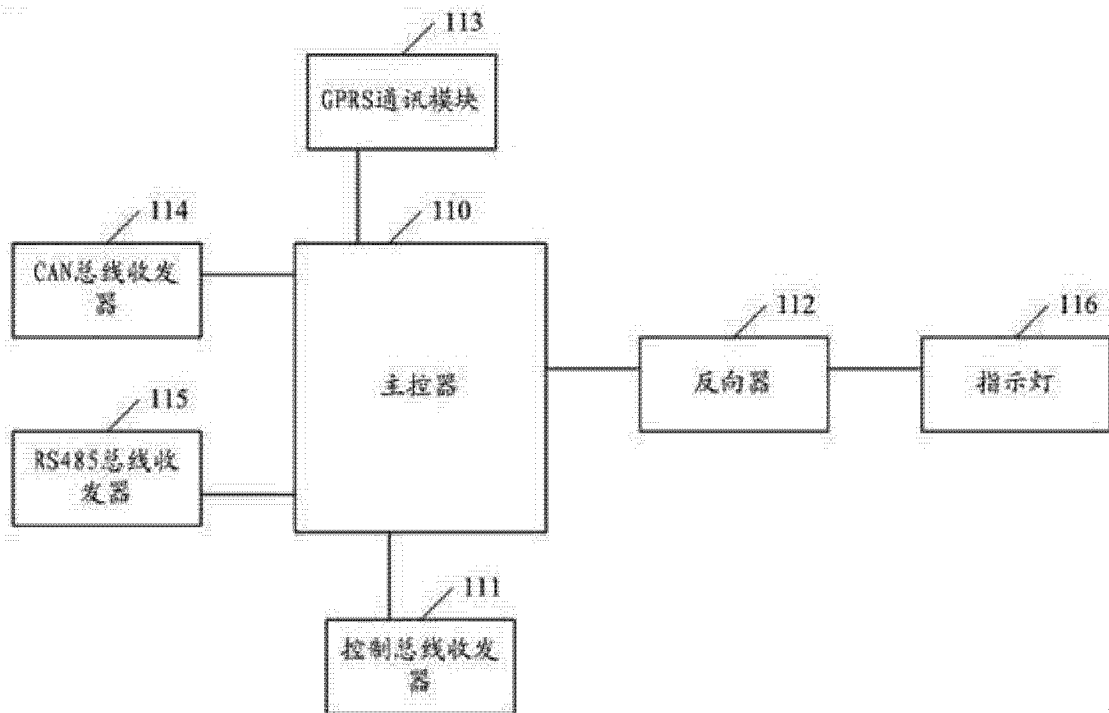 113
GPRS通讯模块
114
110
CAN总线收发
器
112
116
主控器
反向器
指示灯
115
RS485总线收
发器
111
控制总线收发
器